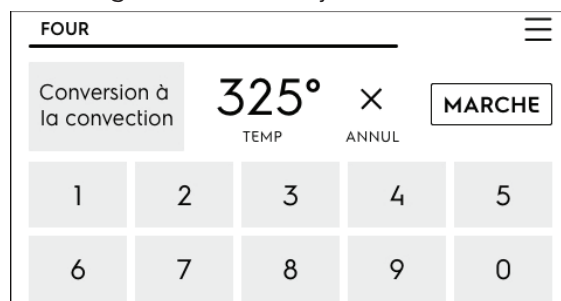 FOUR
Conversion à
la convection
325°
TEMP
×
ANNUL
MARCHE
1 2 3 4 5
6 7 8 9 0